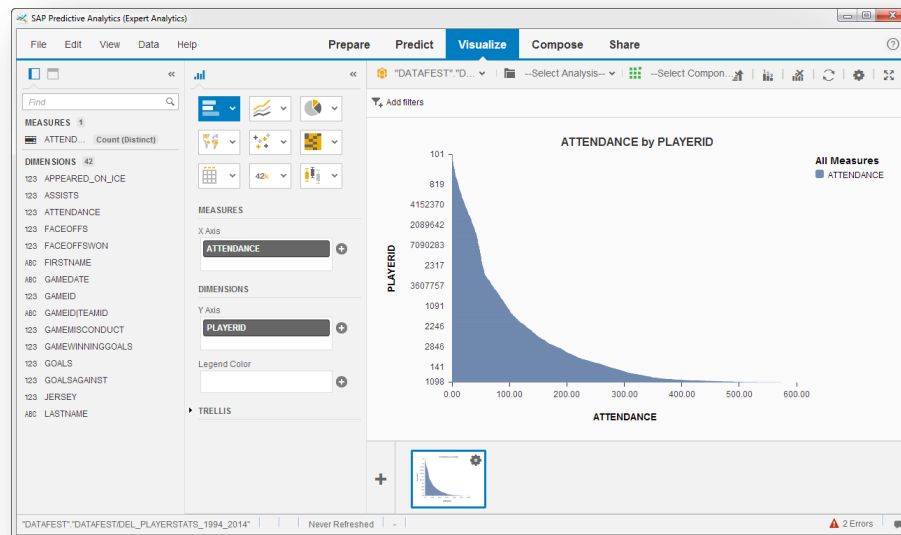 SAP Predictive Analytics (Expert Analytics)
File Edit View Data Help Prepare Predict Visualize Compose Share ?
"DATAFEST"."D... --Select Analysis-- --Select Compon...
Find
Add filters
MEASURES 1
ATTEND... Count (Distinct)
DIMENSIONS 42
123 APPEARED_ON_ICE
123 ASSISTS
123 ATTENDANCE
123 FACEOFFS
123 FACEOFFSWON
ABC FIRSTNAME
ABC GAMEDATE
123 GAMEID
ABC GAMEID|TEAMID
123 GAMEMISCONDUCT
123 GAMEWINNINGGOALS
123 GOALS
123 GOALSAGAINST
123 JERSEY
ABC LASTNAME
42k
MEASURES
X Axis
ATTENDANCE
DIMENSIONS
Y Axis
PLAYERID
Legend Color
TRELLIS
ATTENDANCE by PLAYERID
PLAYERID
101
819
4152370
2089642
7090283
2317
3607757
1091
2246
2846
141
1098
0.00 100.00 200.00 300.00 400.00 500.00 600.00
ATTENDANCE
All Measures
ATTENDANCE
"DATAFEST"."DATAFEST/DEL_PLAYERSTATS_1994_2014" Never Refreshed - 2 Errors